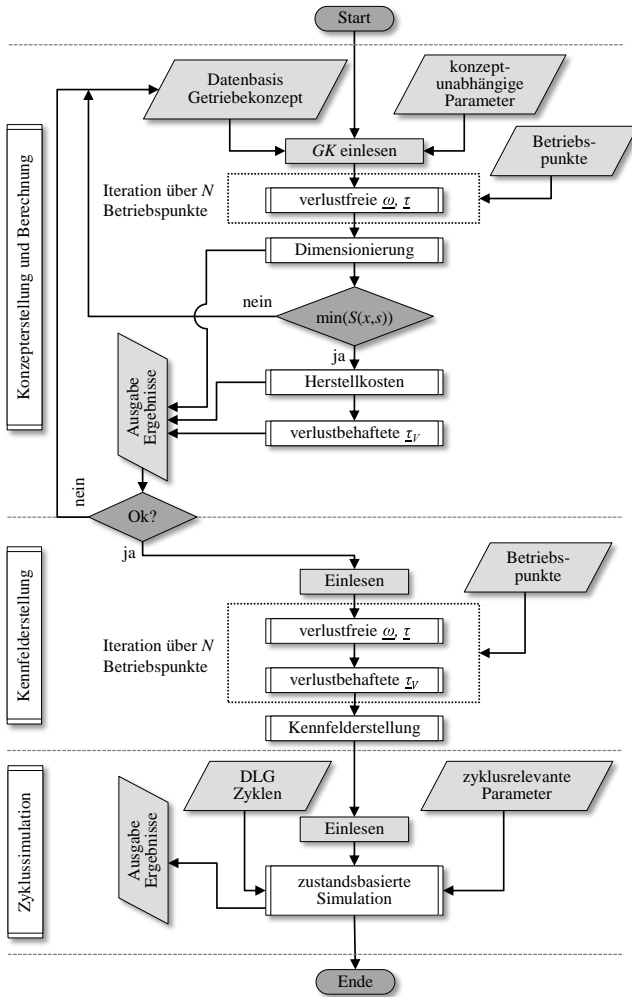 Start
Datenbasis
Getriebekonzept
konzept-
unabhängige
Parameter
GK einlesen
Betriebs-
punkte
Iteration über N
Betriebspunkte
verlustfreie ω, τ
Dimensionierung
nein
min(S(x,s))
ja
Konzepterstellung und Berechnung
Ausgabe
Ergebnisse
Herstellkosten
verlustbehaftete τV
nein
Ok?
ja
Betriebs-
punkte
Einlesen
Kennfelderstellung
Iteration über N
Betriebspunkte
verlustfreie ω, τ
verlustbehaftete τV
Kennfelderstellung
DLG
Zyklen
zyklusrelevante
Parameter
Zyklussimulation
Ausgabe
Ergebnisse
Einlesen
zustandsbasierte
Simulation
Ende